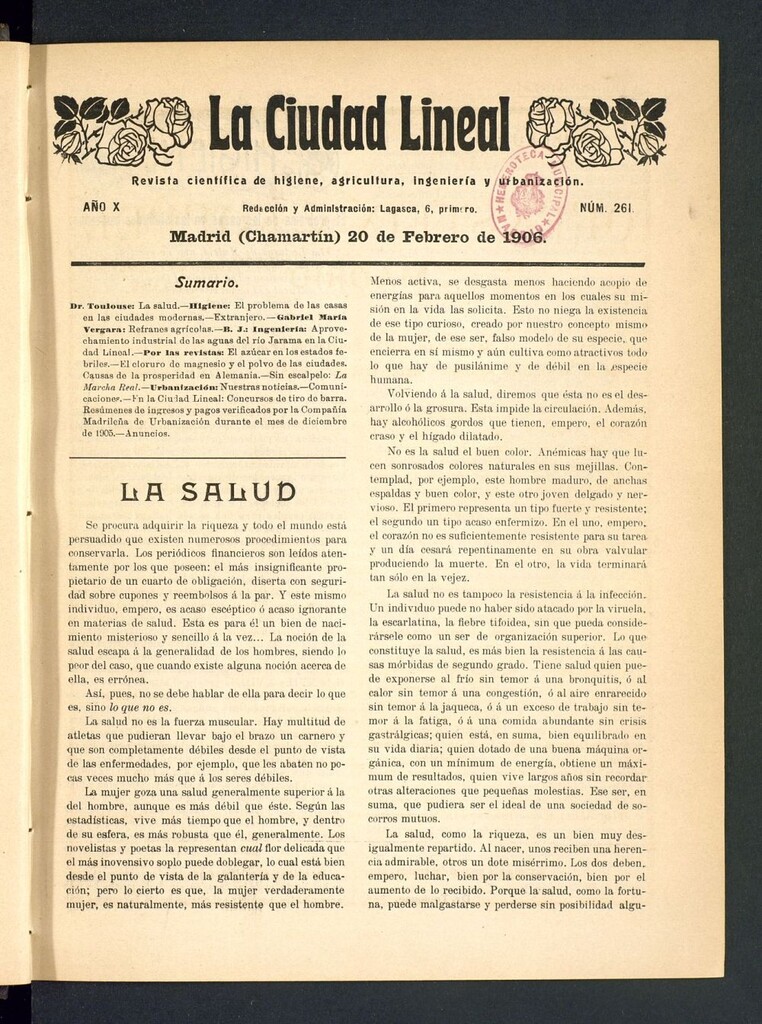 La Ciudad Lineal
Revista científica de higiene, agricultura, ingeniería y urbanización.
AÑO X
Redacción y Administración: Lagasca, 6, primero.
NÚM. 261
HEMEROTECA MUNICIPAL
Madrid (Chamartín) 20 de Febrero de 1906.
Sumario.
Dr. Toulouse: La salud.—Higiene: El problema de las casas
en las ciudades modernas.—Extranjero.—Gabriel María
Vergara: Refranes agrícolas.—B. J.: Ingeniería: Aprove-
chamiento industrial de las aguas del río Jarama en la Ciu-
dad Lineal.—Por las revistas: El azúcar en los estados fe-
briles.—El cloruro de magnesio y el polvo de las ciudades.
Causas de la prosperidad en Alemania.—Sin escalpelo: La
Marcha Real.—Urbanización: Nuestras noticias.—Comuni-
caciones.—En la Ciudad Lineal: Concursos de tiro de barra.
Resúmenes de ingresos y pagos verificados por la Compañía
Madrileña de Urbanización durante el mes de diciembre
de 1905.—Anuncios.
LA SALUD
Se procura adquirir la riqueza y todo el mundo está
persuadido que existen numerosos procedimientos para
conservarla. Los periódicos financieros son leídos aten-
tamente por los que poseen: el más insignificante pro-
pietario de un cuarto de obligación, diserta con seguri-
dad sobre cupones y reembolsos á la par. Y este mismo
individuo, empero, es acaso escéptico ó acaso ignorante
en materias de salud. Esta es para él un bien de naci-
miento misterioso y sencillo á la vez... La noción de la
salud escapa á la generalidad de los hombres, siendo lo
peor del caso, que cuando existe alguna noción acerca de
ella, es errónea.
Así, pues, no se debe hablar de ella para decir lo que
es, sino lo que no es.
La salud no es la fuerza muscular. Hay multitud de
atletas que pudieran llevar bajo el brazo un carnero y
que son completamente débiles desde el punto de vista
de las enfermedades, por ejemplo, que les abaten no po-
cas veces mucho más que á los seres débiles.
La mujer goza una salud generalmente superior á la
del hombre, aunque es más débil que éste. Según las
estadísticas, vive más tiempo que el hombre, y dentro
de su esfera, es más robusta que él, generalmente. Los
novelistas y poetas la representan cual flor delicada que
el más inovensivo soplo puede doblegar, lo cual está bien
desde el punto de vista de la galantería y de la educa-
ción; pero lo cierto es que, la mujer verdaderamente
mujer, es naturalmente, más resistente que el hombre.
Menos activa, se desgasta menos haciendo acopio de
energías para aquellos momentos en los cuales su mi-
sión en la vida las solicita. Esto no niega la existencia
de ese tipo curioso, creado por nuestro concepto mismo
de la mujer, de ese ser, falso modelo de su especie, que
encierra en sí mismo y aún cultiva como atractivos todo
lo que hay de pusilánime y de débil en la especie
humana.
Volviendo á la salud, diremos que ésta no es el des-
arrollo ó la grosura. Esta impide la circulación. Además,
hay alcohólicos gordos que tienen, empero, el corazón
craso y el hígado dilatado.
No es la salud el buen color. Anémicas hay que lu-
cen sonrosados colores naturales en sus mejillas. Con-
templad, por ejemplo, este hombre maduro, de anchas
espaldas y buen color, y este otro joven delgado y ner-
vioso. El primero representa un tipo fuerte y resistente;
el segundo un tipo acaso enfermizo. En el uno, empero,
el corazón no es suficientemente resistente para su tarea
y un día cesará repentinamente en su obra valvular
produciendo la muerte. En el otro, la vida terminará
tan sólo en la vejez.
La salud no es tampoco la resistencia á la infección.
Un individuo puede no haber sido atacado por la viruela,
la escarlatina, la fiebre tifoidea, sin que pueda conside-
rársele como un ser de organización superior. Lo que
constituye la salud, es más bien la resistencia á las cau-
sas mórbidas de segundo grado. Tiene salud quien pue-
de exponerse al frío sin temor á una bronquitis, ó al
calor sin temor á una congestión, ó al aire enrarecido
sin temor á la jaqueca, ó á un exceso de trabajo sin te-
mor á la fatiga, ó á una comida abundante sin crisis
gastrálgicas; quien está, en suma, bien equilibrado en
su vida diaria; quien dotado de una buena máquina or-
gánica, con un mínimum de energía, obtiene un máxi-
mum de resultados, quien vive largos años sin recordar
otras alteraciones que pequeñas molestias. Ese ser, en
suma, que pudiera ser el ideal de una sociedad de so-
corros mutuos.
La salud, como la riqueza, es un bien muy des-
igualmente repartido. Al nacer, unos reciben una heren-
cia admirable, otros un dote misérrimo. Los dos deben,
empero, luchar, bien por la conservación, bien por el
aumento de lo recibido. Porque la salud, como la fortu-
na, puede malgastarse y perderse sin posibilidad algu-